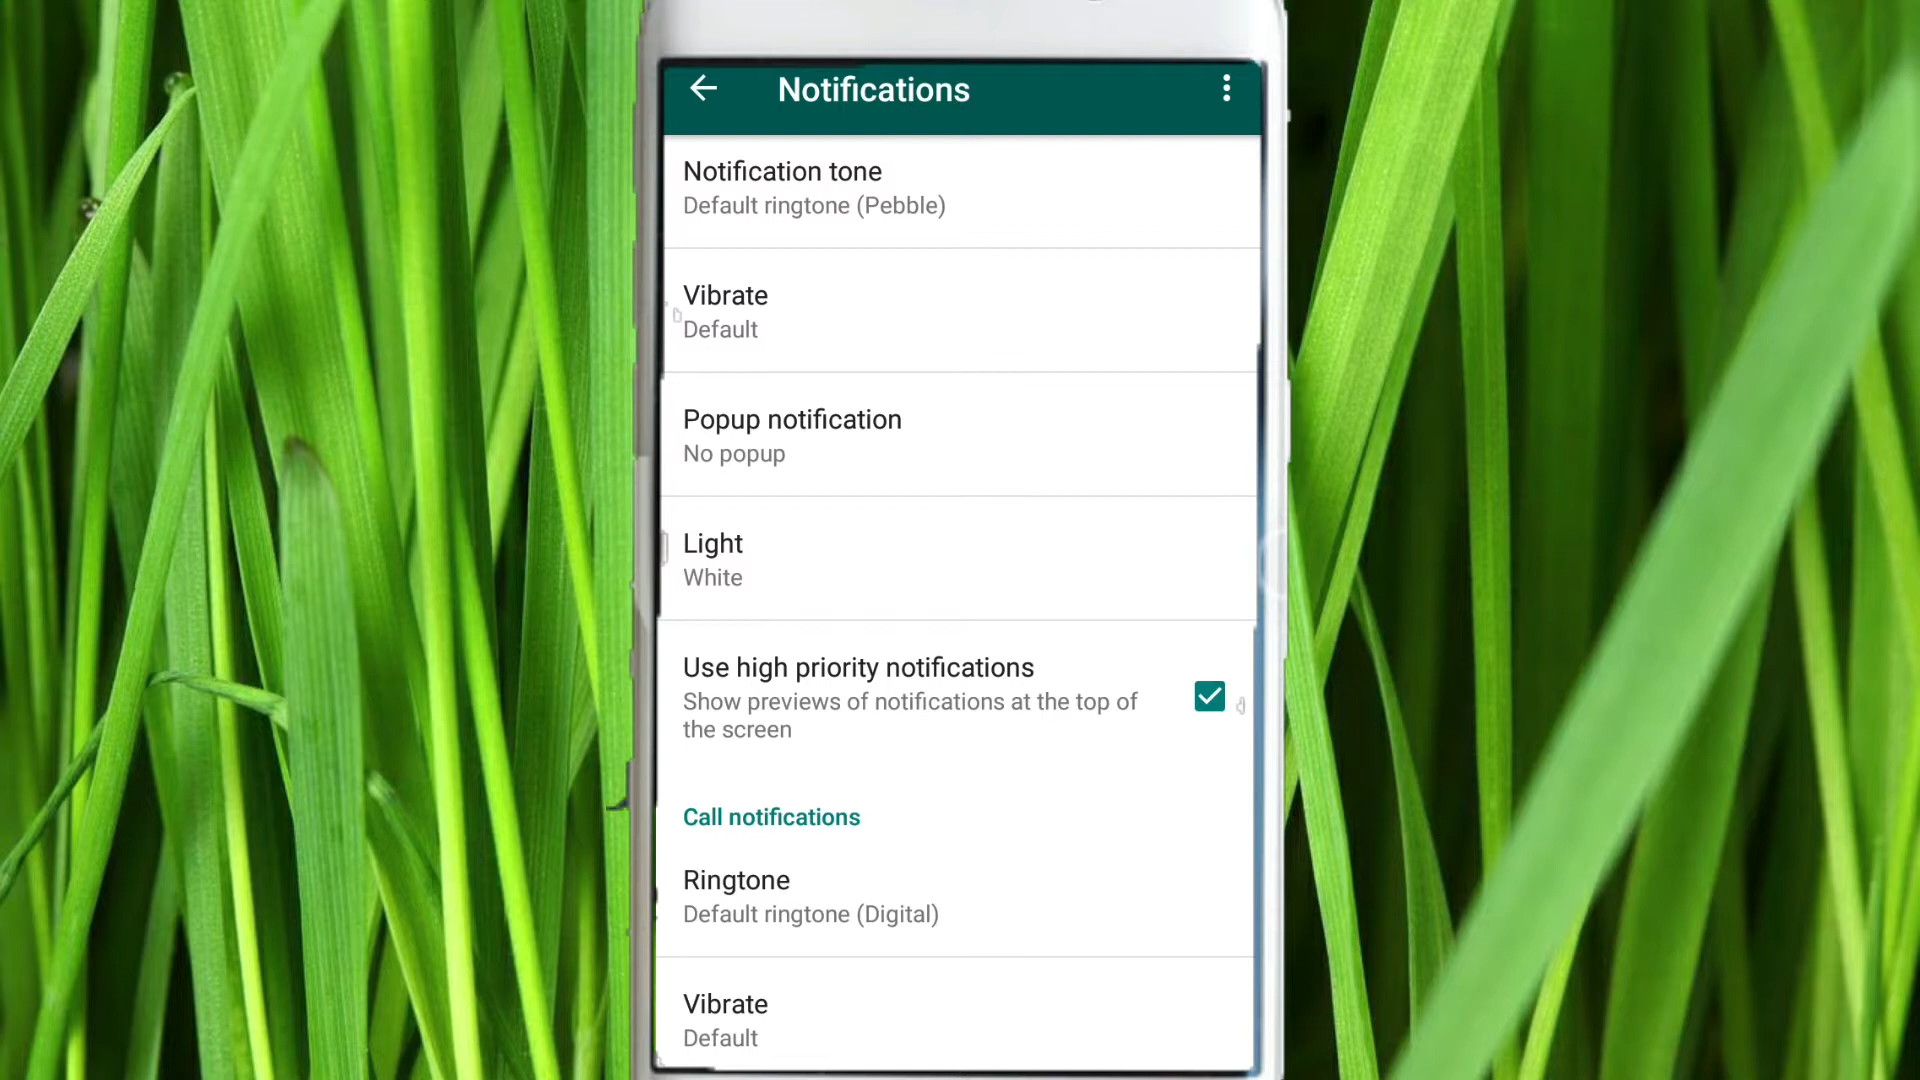 Notifications
Notification tone
Default ringtone (Pebble)
Vibrate
Default
Popup notification
No popup
Light
White
Use high priority notifications
Show previews of notifications at the top of
the screen
Call notifications
Ringtone
Default ringtone (Digital)
Vibrate
Default